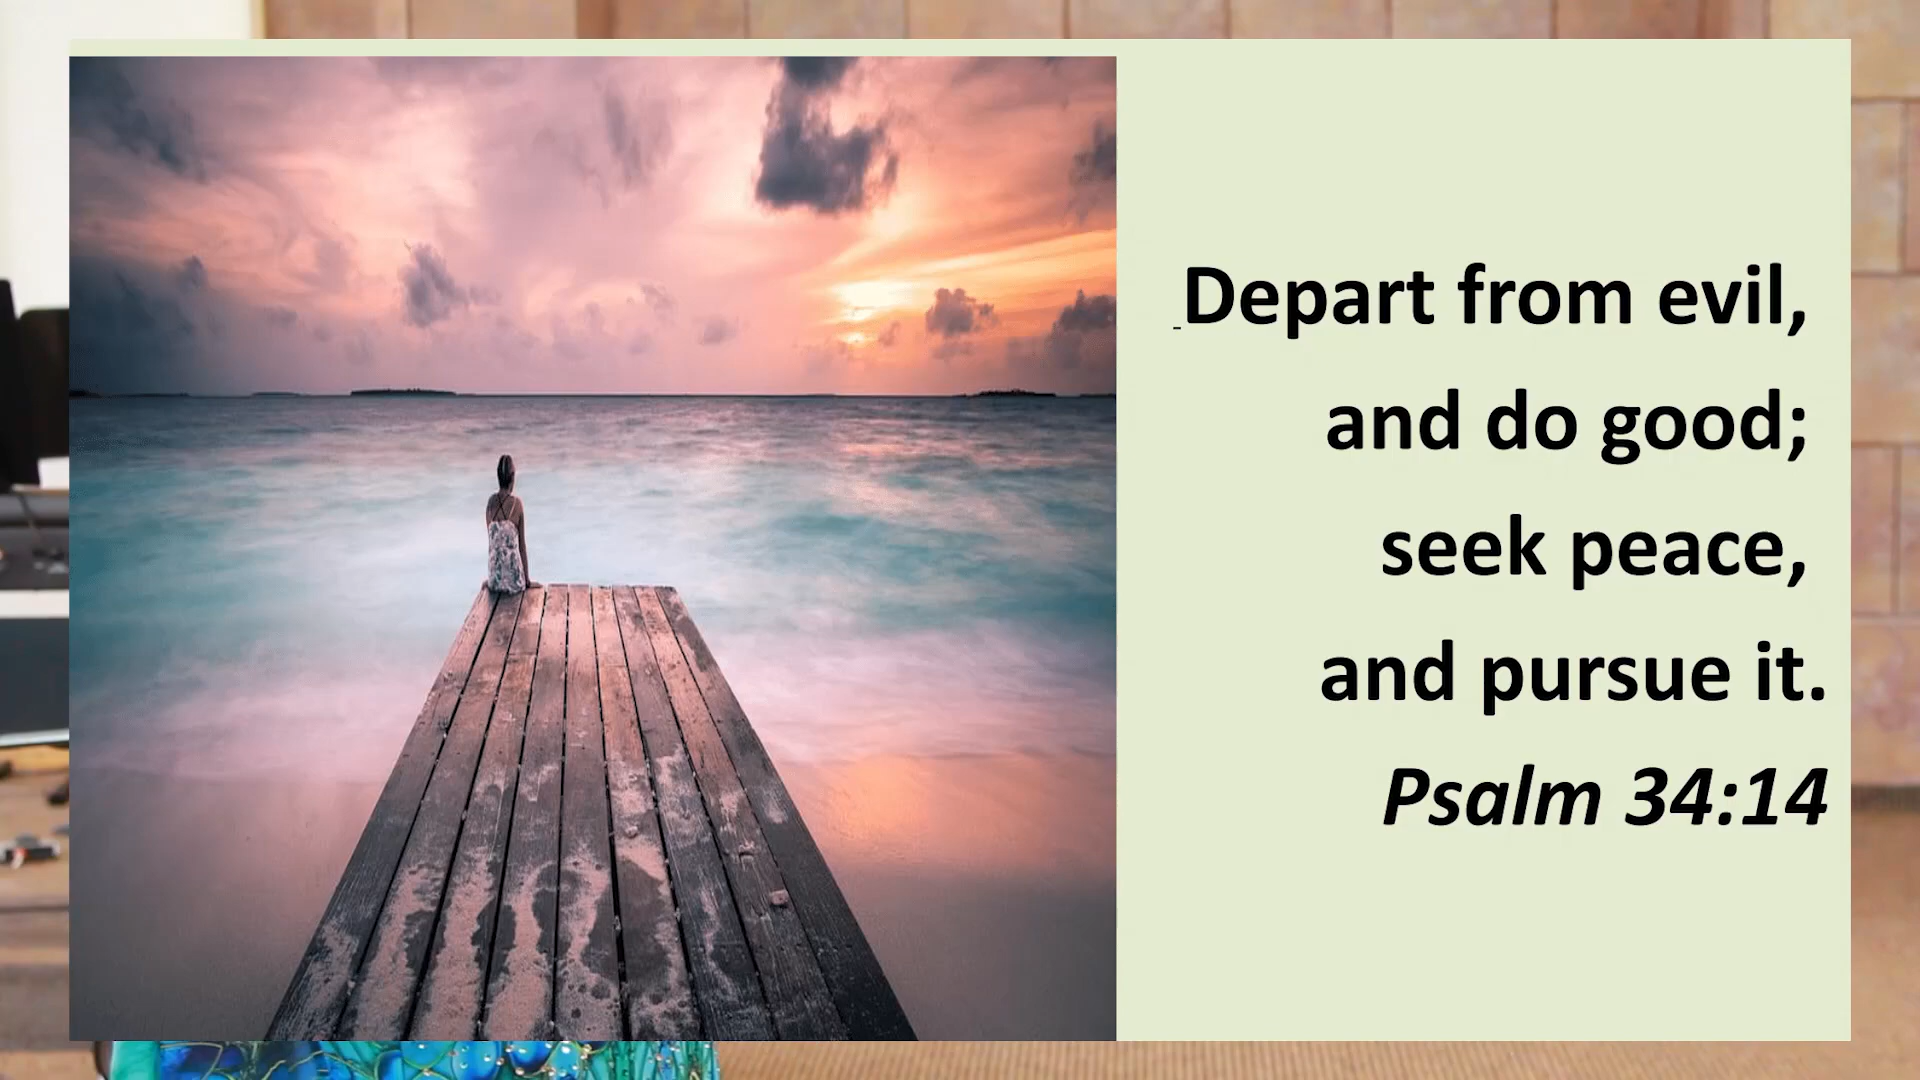 Depart from evil,
and do good;
seek peace,
and pursue it.
Psalm 34:14